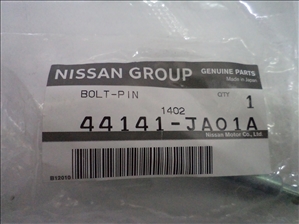 NISSAN GROUP GENUINE PARTS
Made in Japan
BOLT-PIN QTY 1
1402
44141-JA01A
Nissan Motor Co., Ltd.